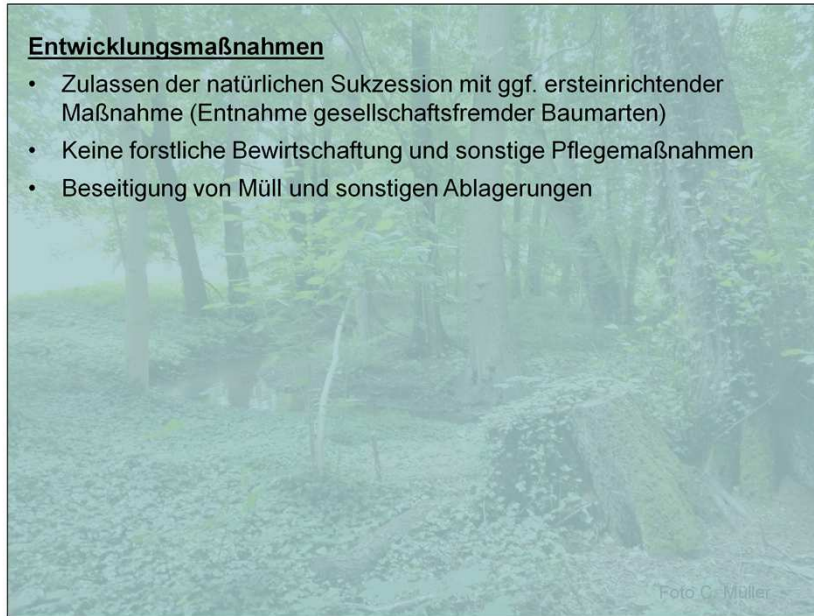 Entwicklungsmaßnahmen
• Zulassen der natürlichen Sukzession mit ggf. ersteinrichtender
Maßnahme (Entnahme gesellschaftsfremder Baumarten)
• Keine forstliche Bewirtschaftung und sonstige Pflegemaßnahmen
• Beseitigung von Müll und sonstigen Ablagerungen
Foto C. Müller